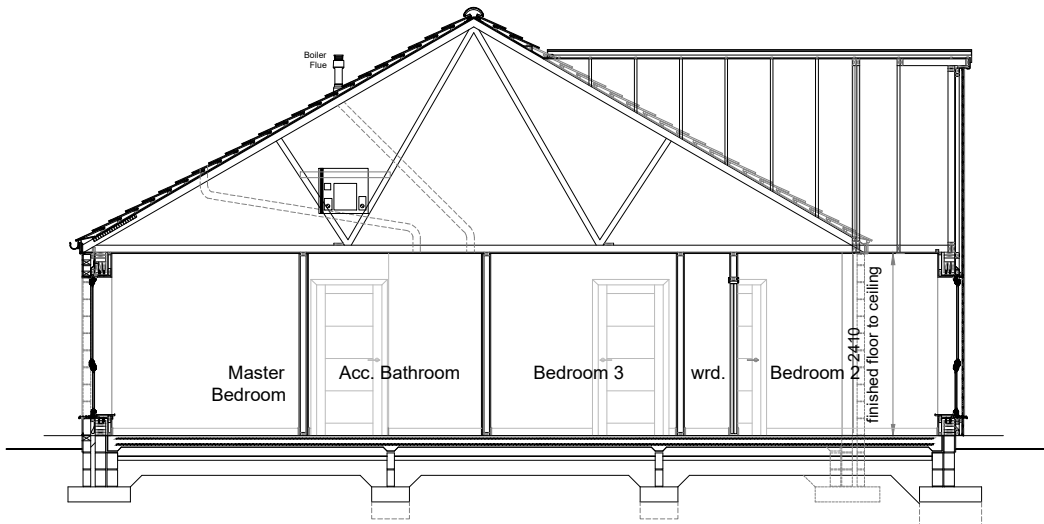 Boiler
Flue
Master
Bedroom
Acc. Bathroom
Bedroom 3
wrd.
Bedroom 2
2410
finished floor to ceiling